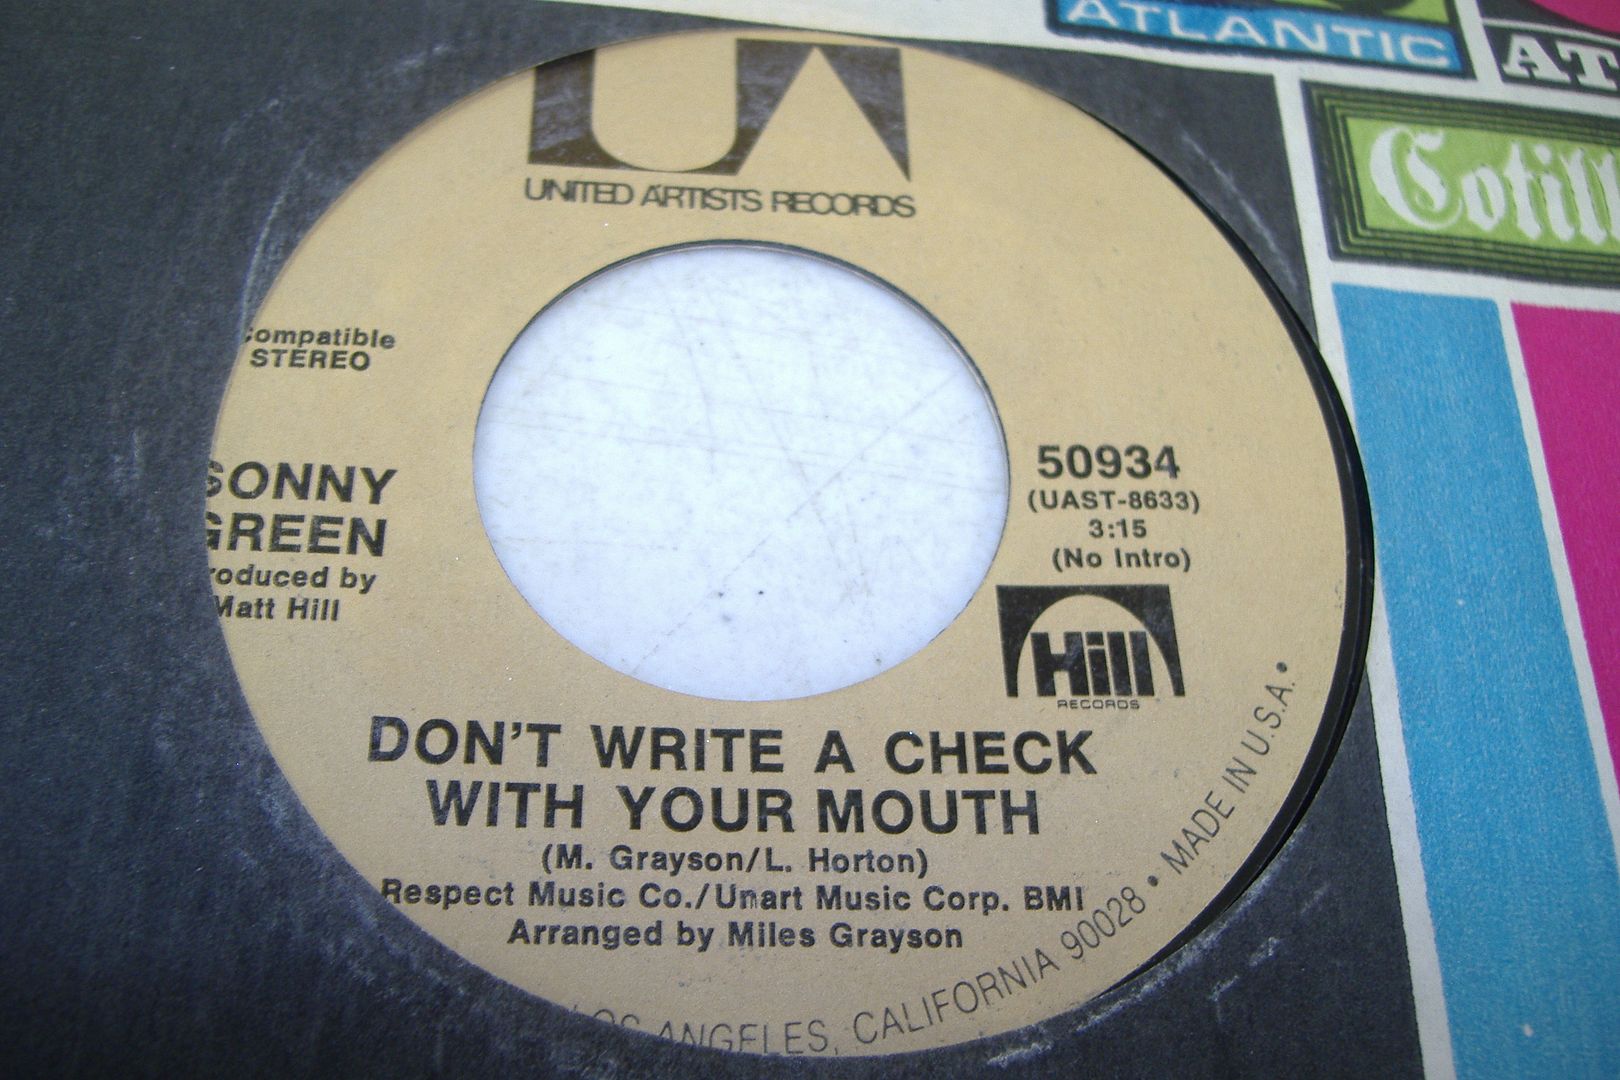 ATLANTIC
AT
Cotill
UA
UNITED ARTISTS RECORDS
compatible
STEREO
SONNY
GREEN
roduced by
Matt Hill
50934
(UAST-8633)
3:15
(No Intro)
Hill
RECORDS
DON'T WRITE A CHECK
WITH YOUR MOUTH
(M. Grayson/L. Horton)
Respect Music Co./Unart Music Corp. BMI
Arranged by Miles Grayson
LOS ANGELES, CALIFORNIA 90028 • MADE IN U.S.A. •